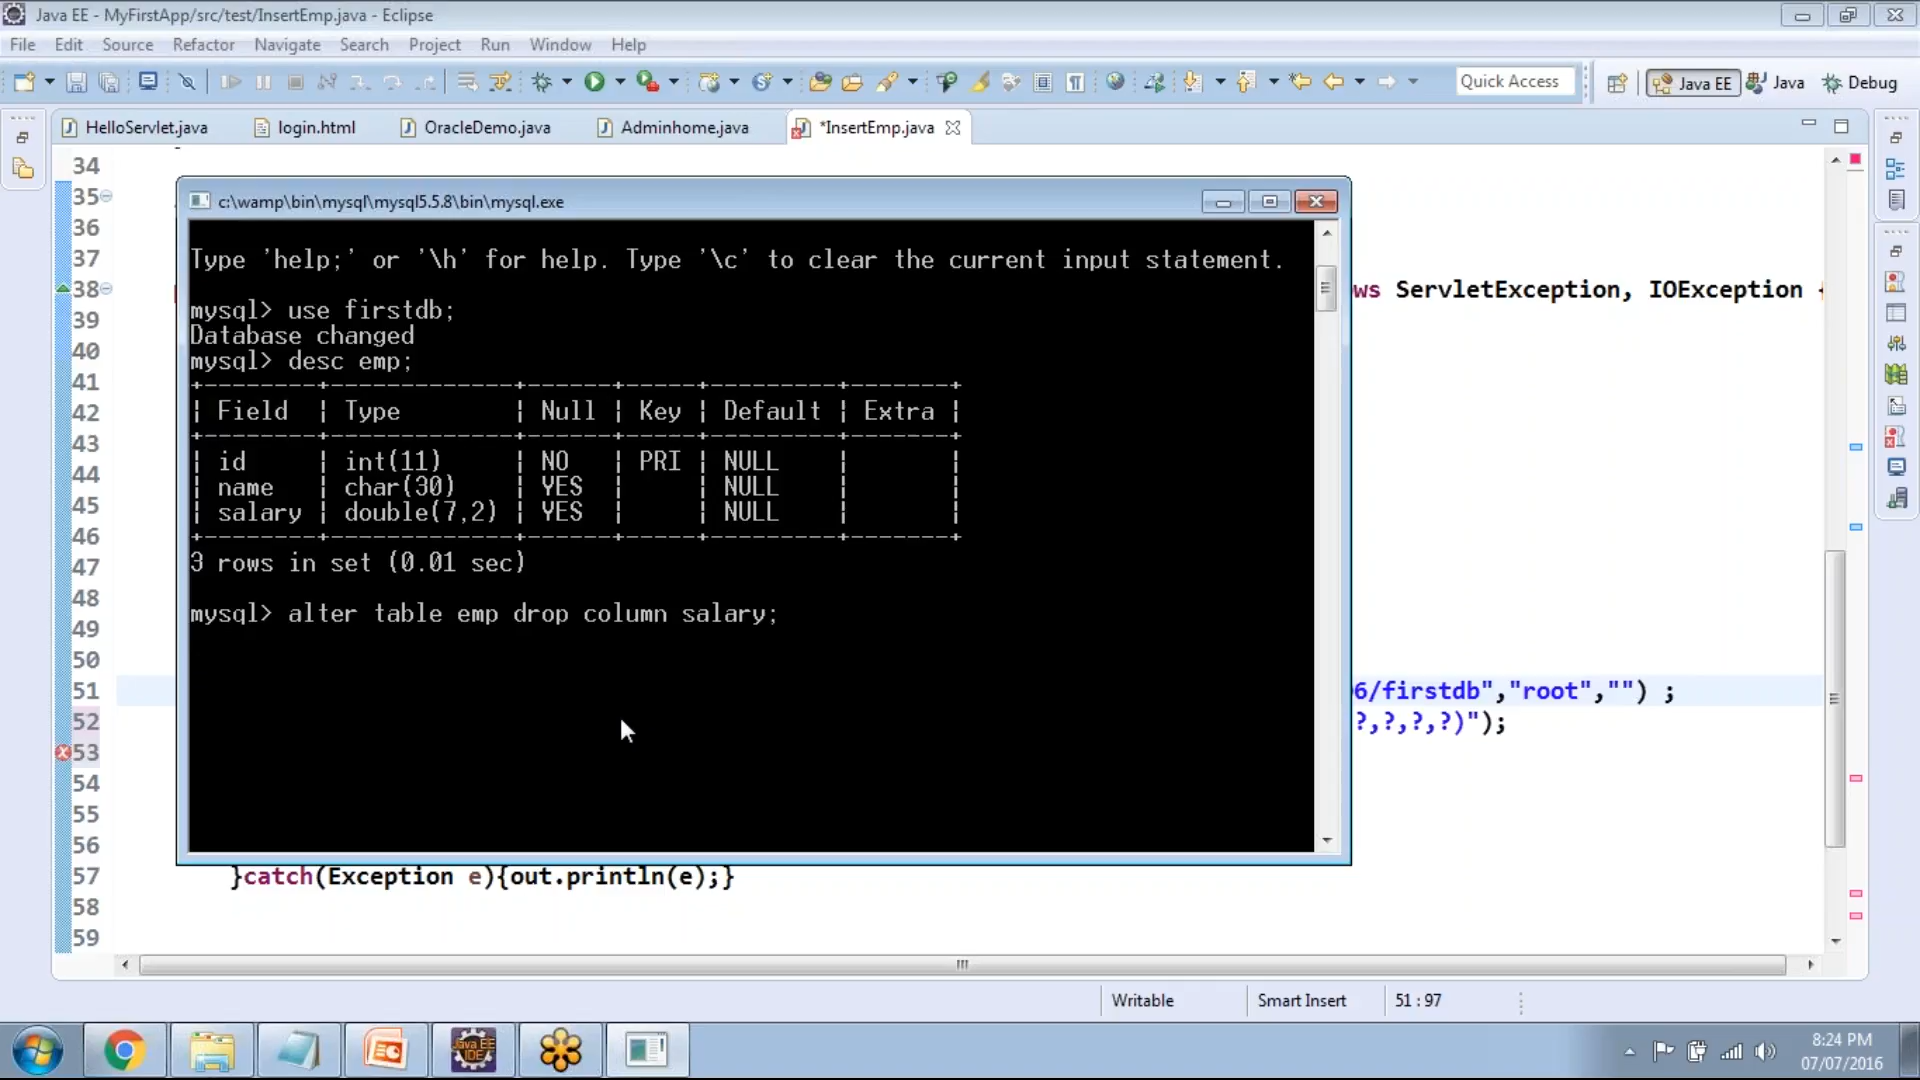 Java EE - MyFirstApp/src/test/InsertEmp.java - Eclipse
File Edit Source Refactor Navigate Search Project Run Window Help
Quick Access Java EE Java Debug
HelloServlet.java login.html OracleDemo.java Adminhome.java *InsertEmp.java
34
35
36
37
38 ws ServletException, IOException {
39
40
41
42
43
44
45
46
47
48
49
50
51 6/firstdb","root","") ;
52 ?,?,?,?)");
53
54
55
56
57 }catch(Exception e){out.println(e);}
58
59
c:\wamp\bin\mysql\mysql5.5.8\bin\mysql.exe
Type 'help;' or '\h' for help. Type '\c' to clear the current input statement.
mysql> use firstdb;
Database changed
mysql> desc emp;
+---------+-------------+------+-----+---------+-------+
| Field   | Type        | Null | Key | Default | Extra |
+---------+-------------+------+-----+---------+-------+
| id      | int(11)     | NO   | PRI | NULL    |       |
| name    | char(30)    | YES  |     | NULL    |       |
| salary  | double(7,2) | YES  |     | NULL    |       |
+---------+-------------+------+-----+---------+-------+
3 rows in set (0.01 sec)
mysql> alter table emp drop column salary;
Writable Smart Insert 51 : 97
Java EE IDE
8:24 PM
07/07/2016